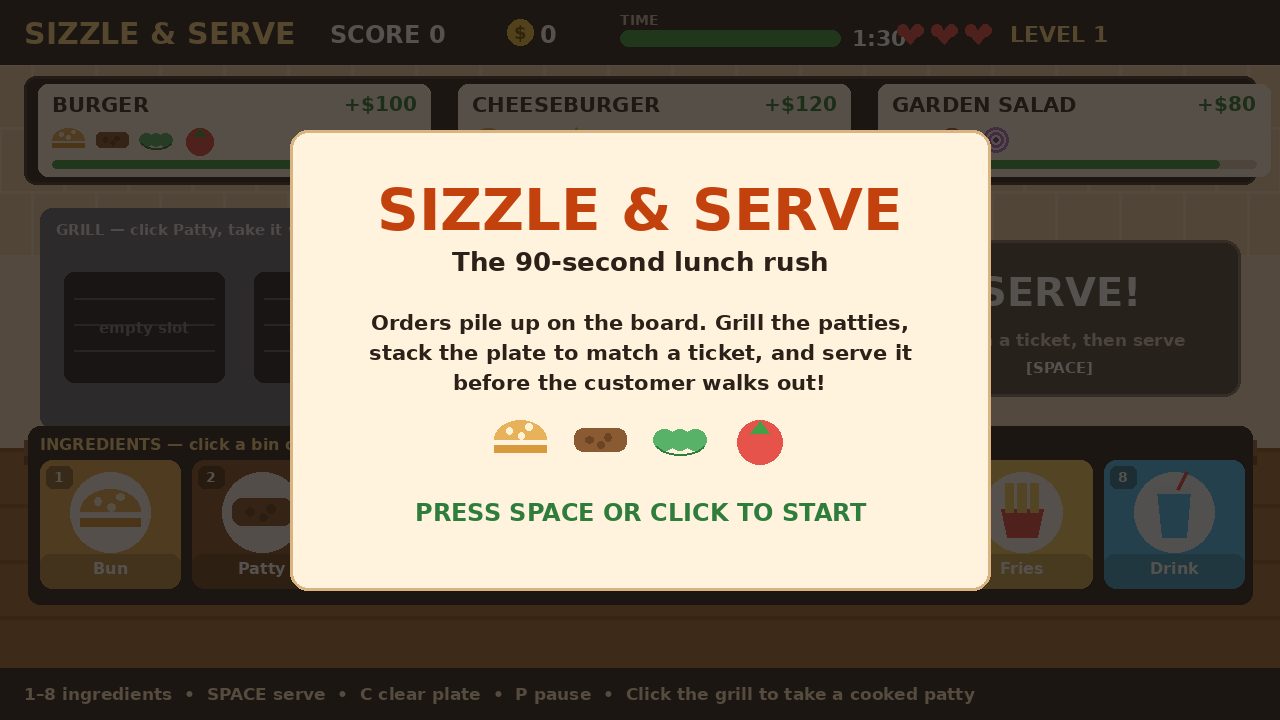 SIZZLE & SERVE SCORE 0 $ 0 TIME 1:30 LEVEL 1
BURGER +$100 CHEESEBURGER +$120 GARDEN SALAD +$80
SIZZLE & SERVE
The 90-second lunch rush
Orders pile up on the board. Grill the patties,
stack the plate to match a ticket, and serve it
before the customer walks out!
PRESS SPACE OR CLICK TO START
GRILL — click Patty, take it
empty slot
SERVE!
a ticket, then serve
[SPACE]
INGREDIENTS — click a bin
1 2 8
Bun Patty Fries Drink
1–8 ingredients • SPACE serve • C clear plate • P pause • Click the grill to take a cooked patty